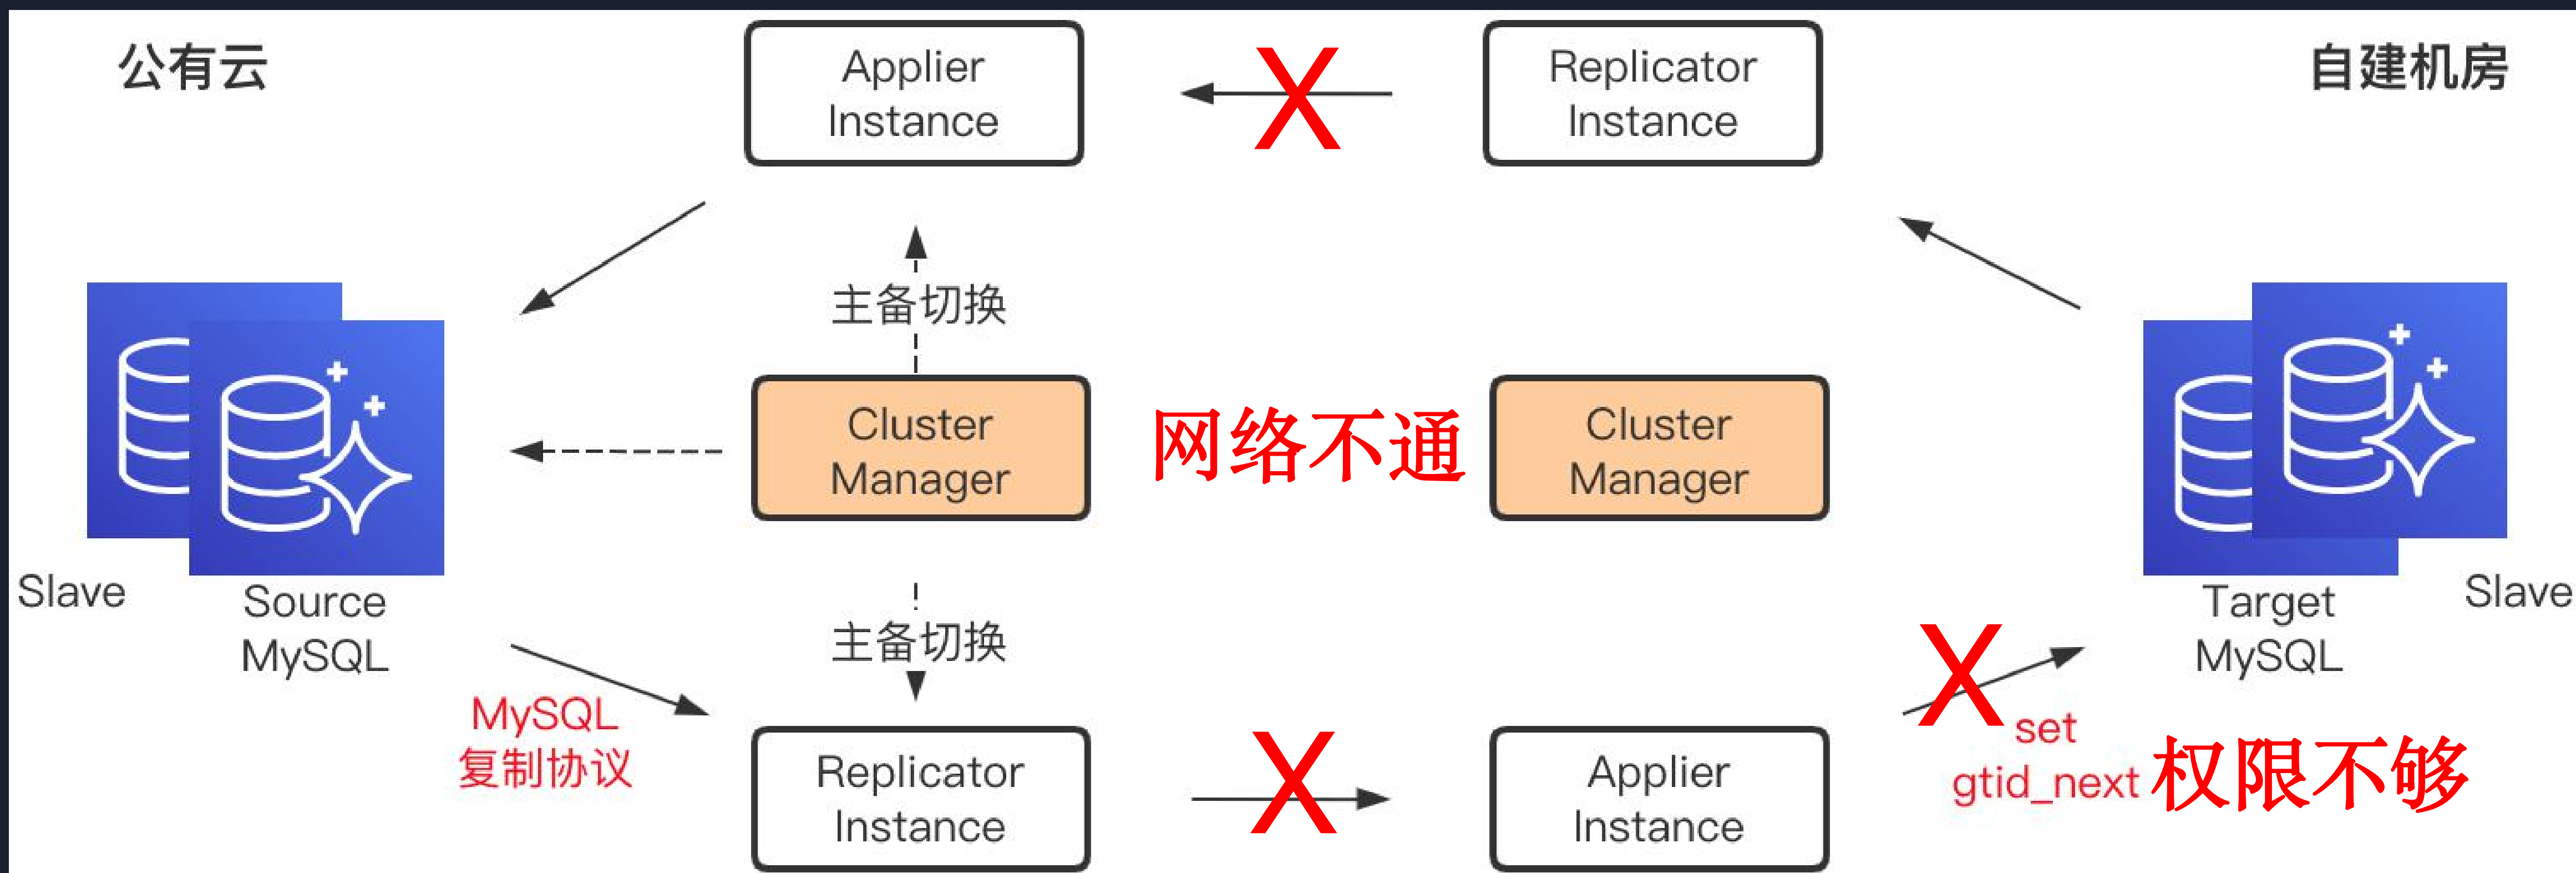 公有云
Applier
Instance
Replicator
Instance
自建机房
X
主备切换
Cluster
Manager
网络不通
Cluster
Manager
Slave
Source
MySQL
Target
MySQL
Slave
主备切换
MySQL
复制协议
X
set
gtid_next
权限不够
Replicator
Instance
X
Applier
Instance